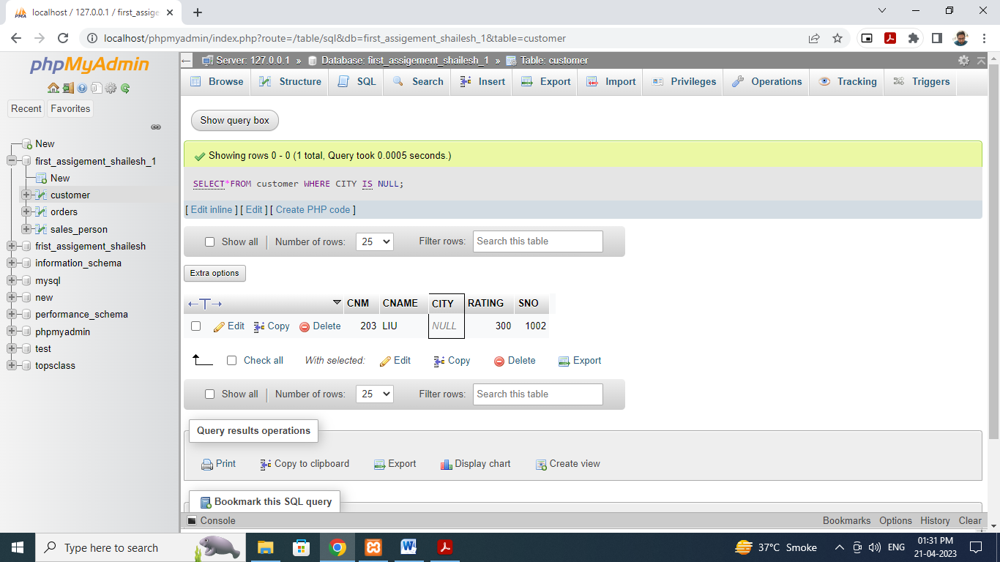 localhost / 127.0.0.1 / first_assige
localhost/phpmyadmin/index.php?route=/table/sql&db=first_assigement_shailesh_1&table=customer
phpMyAdmin
Recent Favorites
New
first_assigement_shailesh_1
New
customer
orders
sales_person
frist_assigement_shailesh
information_schema
mysql
new
performance_schema
phpmyadmin
test
topsclass
Server: 127.0.0.1 » Database: first_assigement_shailesh_1 » Table: customer
Browse Structure SQL Search Insert Export Import Privileges Operations Tracking Triggers
Show query box
Showing rows 0 - 0 (1 total, Query took 0.0005 seconds.)
SELECT*FROM customer WHERE CITY IS NULL;
[ Edit inline ] [ Edit ] [ Create PHP code ]
Show all | Number of rows: 25 Filter rows: Search this table
Extra options
←T→ CNM CNAME CITY RATING SNO
Edit Copy Delete 203 LIU NULL 300 1002
Check all With selected: Edit Copy Delete Export
Show all | Number of rows: 25 Filter rows: Search this table
Query results operations
Print Copy to clipboard Export Display chart Create view
Bookmark this SQL query
Console Bookmarks Options History Clear
Type here to search
37°C Smoke
ENG
01:31 PM
21-04-2023